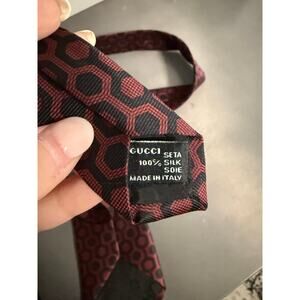 GUCCI SETA
100% SILK
SOIE
MADE IN ITALY